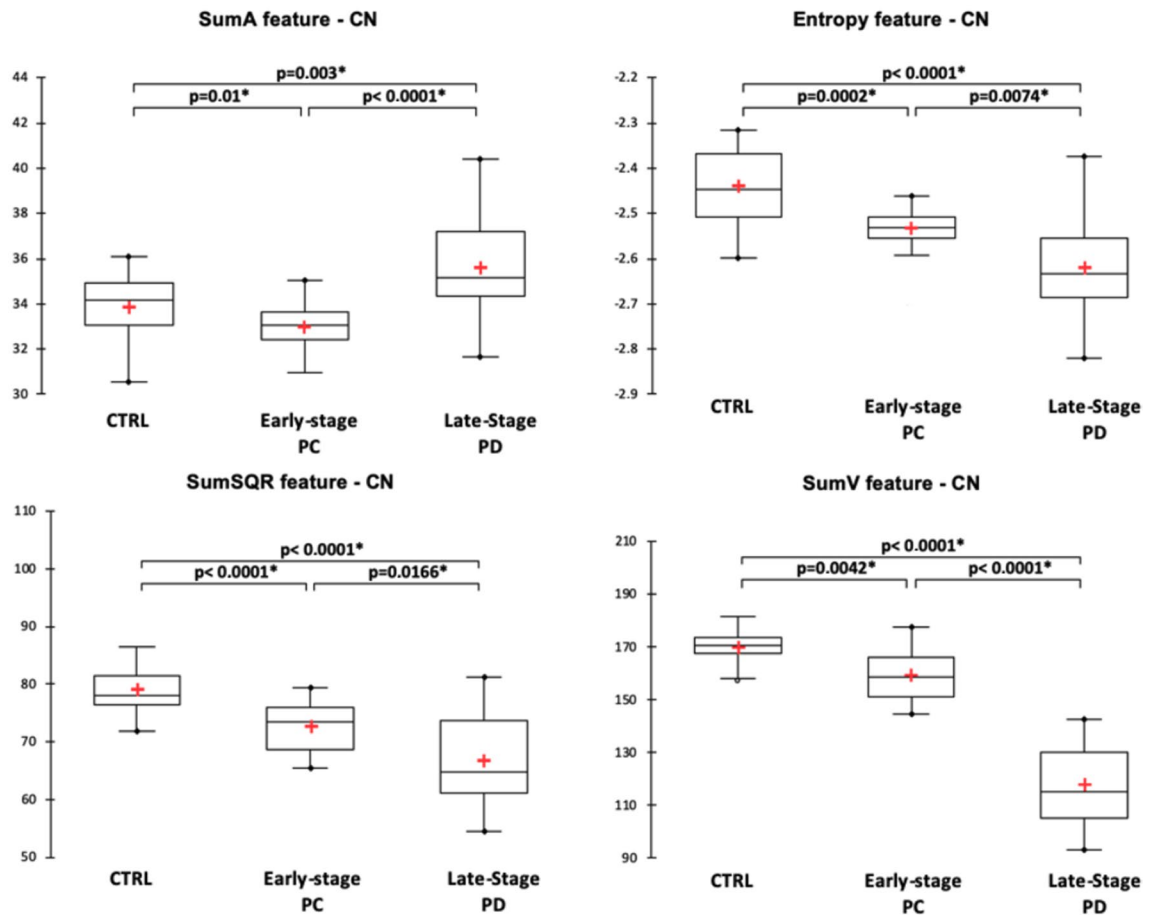 SumA feature - CN
p=0.003*
p=0.01*
p< 0.0001*
44
42
40
38
36
34
32
30
CTRL
Early-stage
PC
Late-Stage
PD
Entropy feature - CN
p< 0.0001*
p=0.0002*
p=0.0074*
-2.2
-2.3
-2.4
-2.5
-2.6
-2.7
-2.8
-2.9
CTRL
Early-stage
PC
Late-Stage
PD
SumSQR feature - CN
p< 0.0001*
p< 0.0001*
p=0.0166*
110
100
90
80
70
60
50
CTRL
Early-stage
PC
Late-Stage
PD
SumV feature - CN
p< 0.0001*
p=0.0042*
p< 0.0001*
210
190
170
150
130
110
90
CTRL
Early-stage
PC
Late-Stage
PD